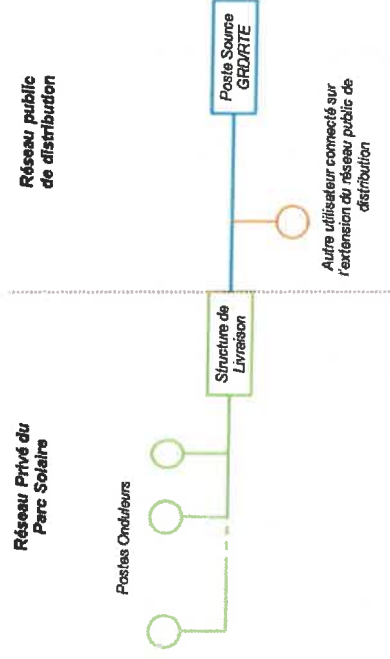 Réseau Privé du
Parc Solaire
Réseau public
de distribution
Postes Onduleurs
Structure de
Livraison
Poste Source
GRD/RTE
Autre utilisateur connecté sur
l'extension du réseau public de
distribution